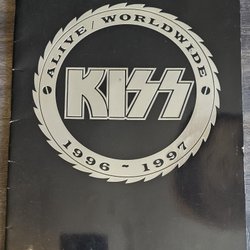 ALIVE / WORLDWIDE
KISS
1996 ~ 1997